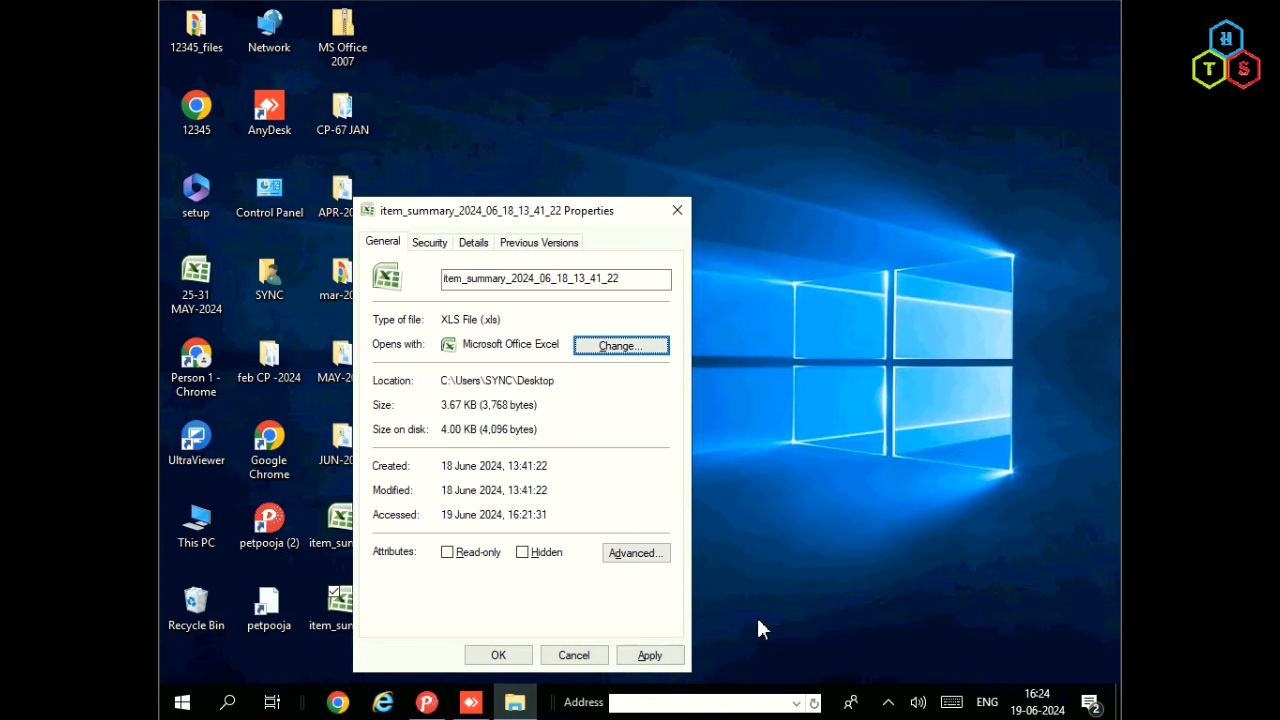 12345_files
Network
MS Office
2007
H
T S
12345
AnyDesk
CP-67 JAN
setup
Control Panel
APR-20
25-31
MAY-2024
SYNC
mar-20
Person 1 -
Chrome
feb CP -2024
MAY-2
UltraViewer
Google
Chrome
JUN-20
This PC
petpooja (2)
item_sun
Recycle Bin
petpooja
item_sun
item_summary_2024_06_18_13_41_22 Properties
General Security Details Previous Versions
item_summary_2024_06_18_13_41_22
Type of file: XLS File (.xls)
Opens with: Microsoft Office Excel Change...
Location: C:\Users\SYNC\Desktop
Size: 3.67 KB (3,768 bytes)
Size on disk: 4.00 KB (4,096 bytes)
Created: 18 June 2024, 13:41:22
Modified: 18 June 2024, 13:41:22
Accessed: 19 June 2024, 16:21:31
Attributes: Read-only Hidden Advanced...
OK Cancel Apply
Address
ENG
16:24
19-06-2024
2